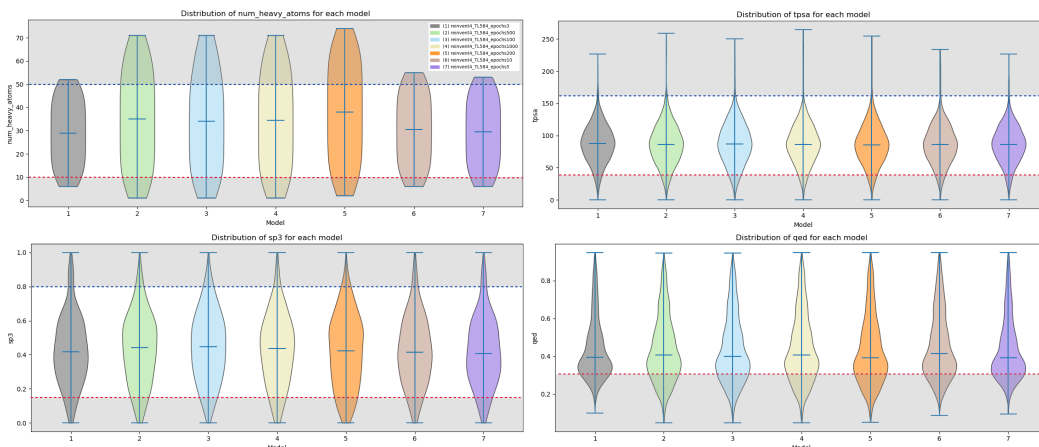 Distribution of num_heavy_atoms for each model
num_heavy_atoms
70
60
50
40
30
20
10
0
(1) reinvent4_TL584_epochs3
(2) reinvent4_TL584_epochs500
(3) reinvent4_TL584_epochs100
(4) reinvent4_TL584_epochs1000
(5) reinvent4_TL584_epochs200
(6) reinvent4_TL584_epochs10
(7) reinvent4_TL584_epochs5
1 2 3 4 5 6 7
Model
Distribution of tpsa for each model
tpsa
250
200
150
100
50
0
1 2 3 4 5 6 7
Model
Distribution of sp3 for each model
sp3
1.0
0.8
0.6
0.4
0.2
0.0
1 2 3 4 5 6 7
Model
Distribution of qed for each model
qed
0.8
0.6
0.4
0.2
1 2 3 4 5 6 7
Model